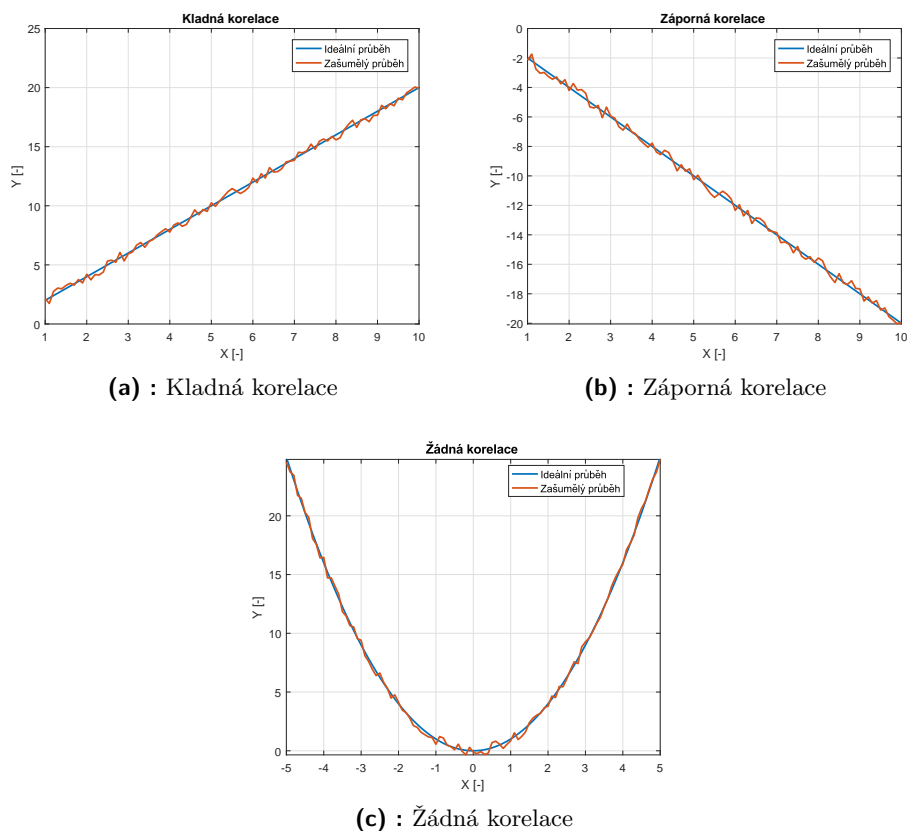 Kladná korelace
25
20
15
10
5
0
Y [-]
Ideální průběh
Zašumělý průběh
1 2 3 4 5 6 7 8 9 10
X [-]
(a) : Kladná korelace
Záporná korelace
0
-2
-4
-6
-8
-10
-12
-14
-16
-18
-20
Y [-]
Ideální průběh
Zašumělý průběh
1 2 3 4 5 6 7 8 9 10
X [-]
(b) : Záporná korelace
Žádná korelace
20
15
10
5
0
Y [-]
Ideální průběh
Zašumělý průběh
-5 -4 -3 -2 -1 0 1 2 3 4 5
X [-]
(c) : Žádná korelace